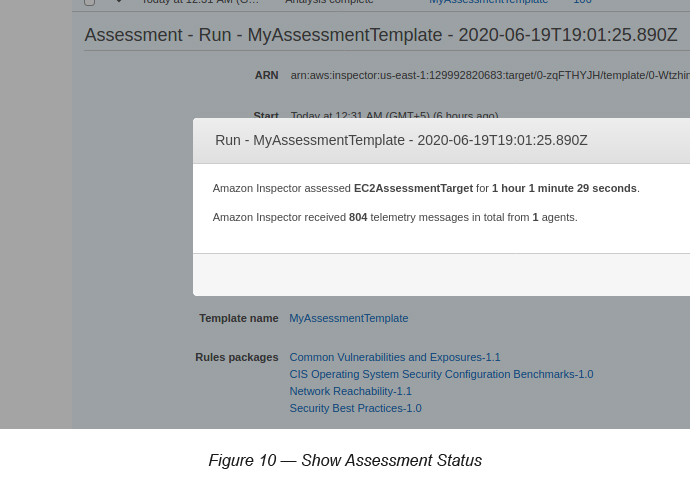 Today at 12:31 AM (G… Analysis complete MyAssessmentTemplate 106
Assessment - Run - MyAssessmentTemplate - 2020-06-19T19:01:25.890Z
ARN arn:aws:inspector:us-east-1:129992820683:target/0-zqFTHYJH/template/0-Wtzhin
Start Today at 12:31 AM (GMT+5) (6 hours ago)
Run - MyAssessmentTemplate - 2020-06-19T19:01:25.890Z
Amazon Inspector assessed EC2AssessmentTarget for 1 hour 1 minute 29 seconds.
Amazon Inspector received 804 telemetry messages in total from 1 agents.
Template name MyAssessmentTemplate
Rules packages Common Vulnerabilities and Exposures-1.1
CIS Operating System Security Configuration Benchmarks-1.0
Network Reachability-1.1
Security Best Practices-1.0
Figure 10 — Show Assessment Status